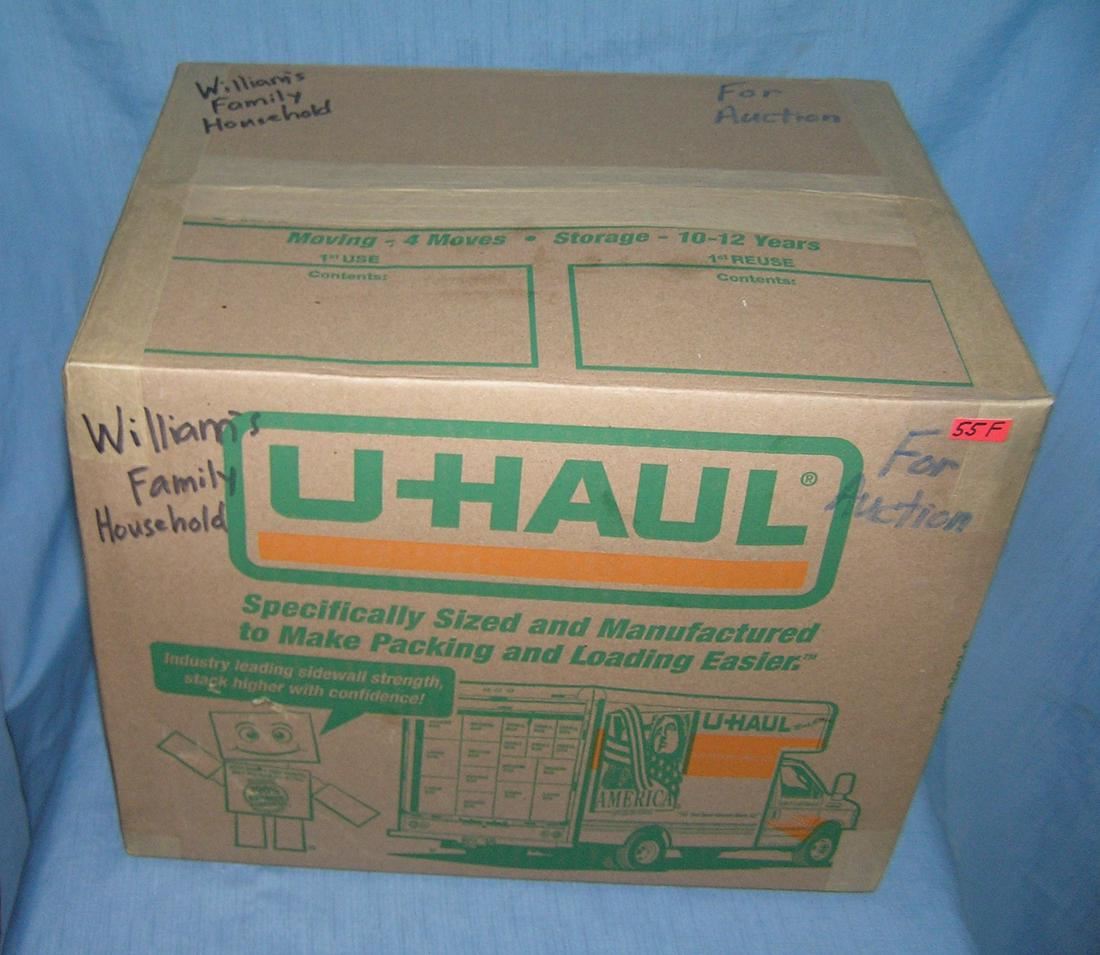 William's
Family
Household
For
Auction
Moving - 4 Moves • Storage - 10-12 Years
1st USE
1st REUSE
Contents:
Contents:
William's
Family
Household
55F
For
Auction
U-HAUL®
Specifically Sized and Manufactured
to Make Packing and Loading Easier.™
Industry leading sidewall strength,
stack higher with confidence!
U-HAUL
AMERICA